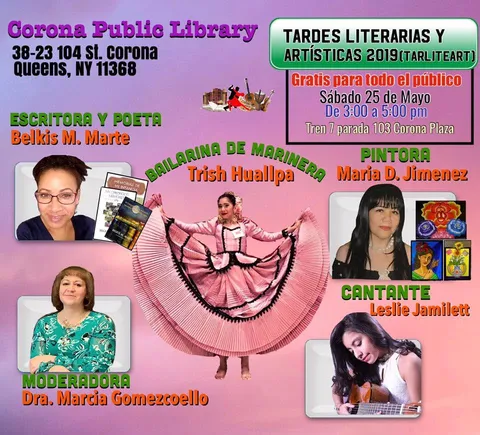 Corona Public Library
38-23 104 St. Corona
Queens, NY 11368
TARDES LITERARIAS Y
ARTÍSTICAS 2019(TARLITEART)
Gratis para todo el público
Sábado 25 de Mayo
De 3:00 a 5:00 pm
Tren 7 parada 103 Corona Plaza
ESCRITORA Y POETA
Belkis M. Marte
BAILARINA DE MARINERA
Trish Huallpa
PINTORA
Maria D. Jimenez
CANTANTE
Leslie Jamilett
MODERADORA
Dra. Marcia Gomezcoello